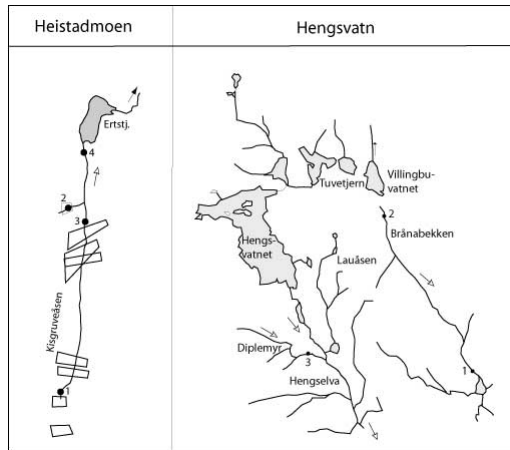 Heistadmoen
Hengsvatn
Ertstj.
4
2
3
Kisgruveåsen
1
Tuvetjern
Villingbu-
vatnet
2
Brånabekken
Hengs-
vatnet
Lauåsen
Diplemyr
3
Hengselva
1